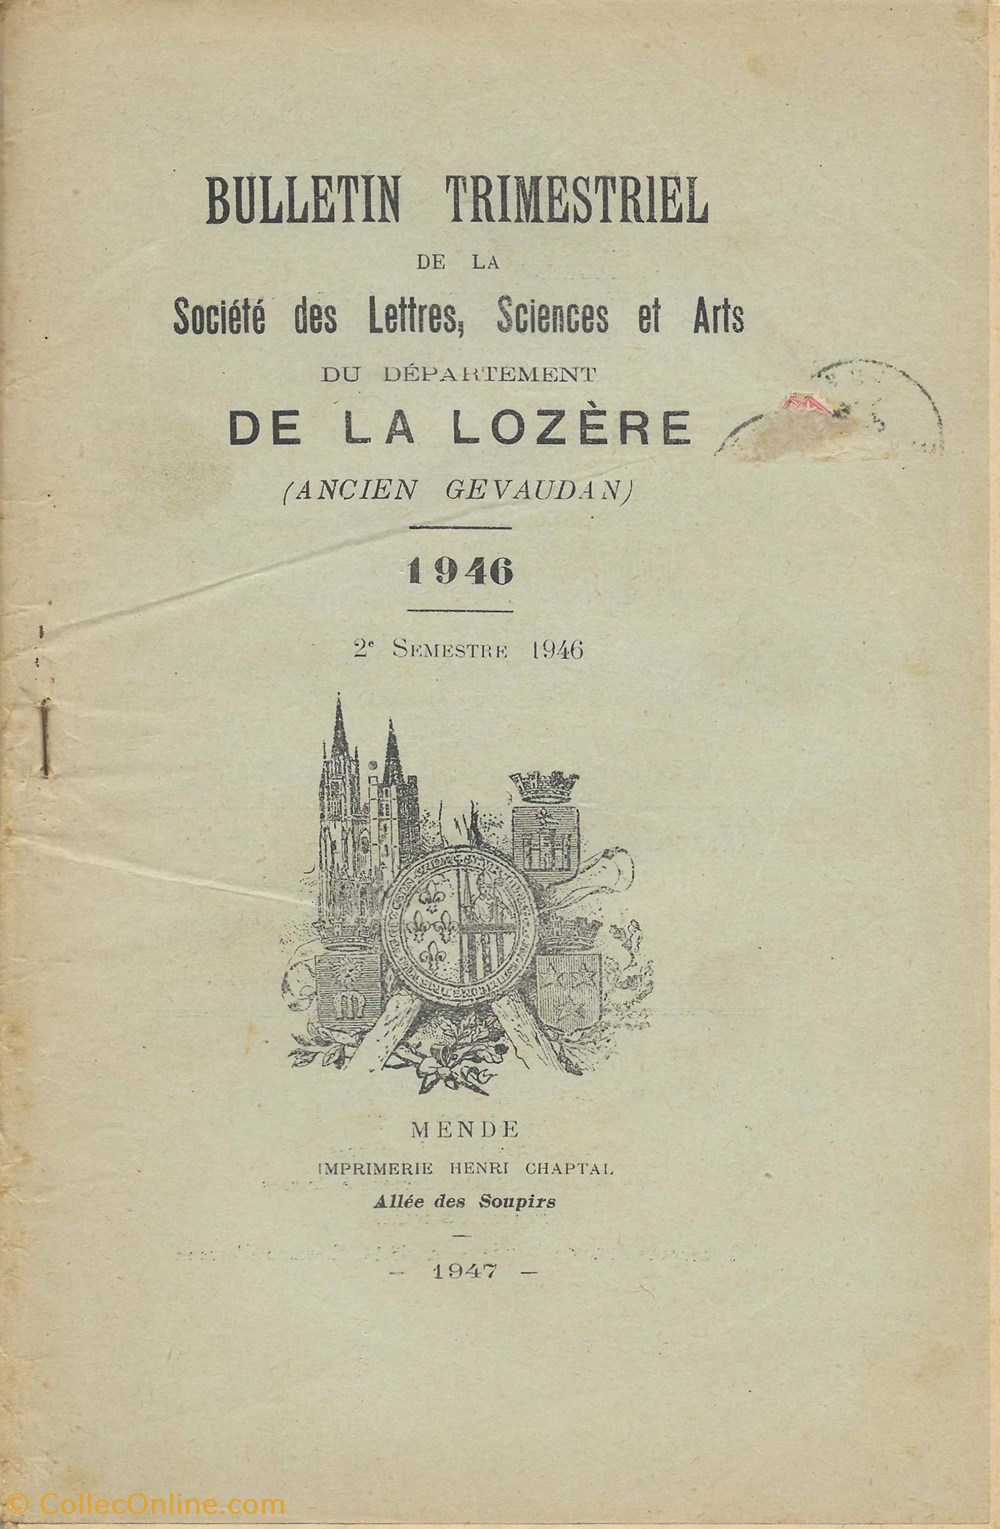 BULLETIN TRIMESTRIEL
DE LA
Société des Lettres, Sciences et Arts
DU DÉPARTEMENT
DE LA LOZÈRE
(ANCIEN GEVAUDAN)
1946
2e SEMESTRE 1946
MENDE
IMPRIMERIE HENRI CHAPTAL
Allée des Soupirs
— 1947 —
© CollecOnline.com